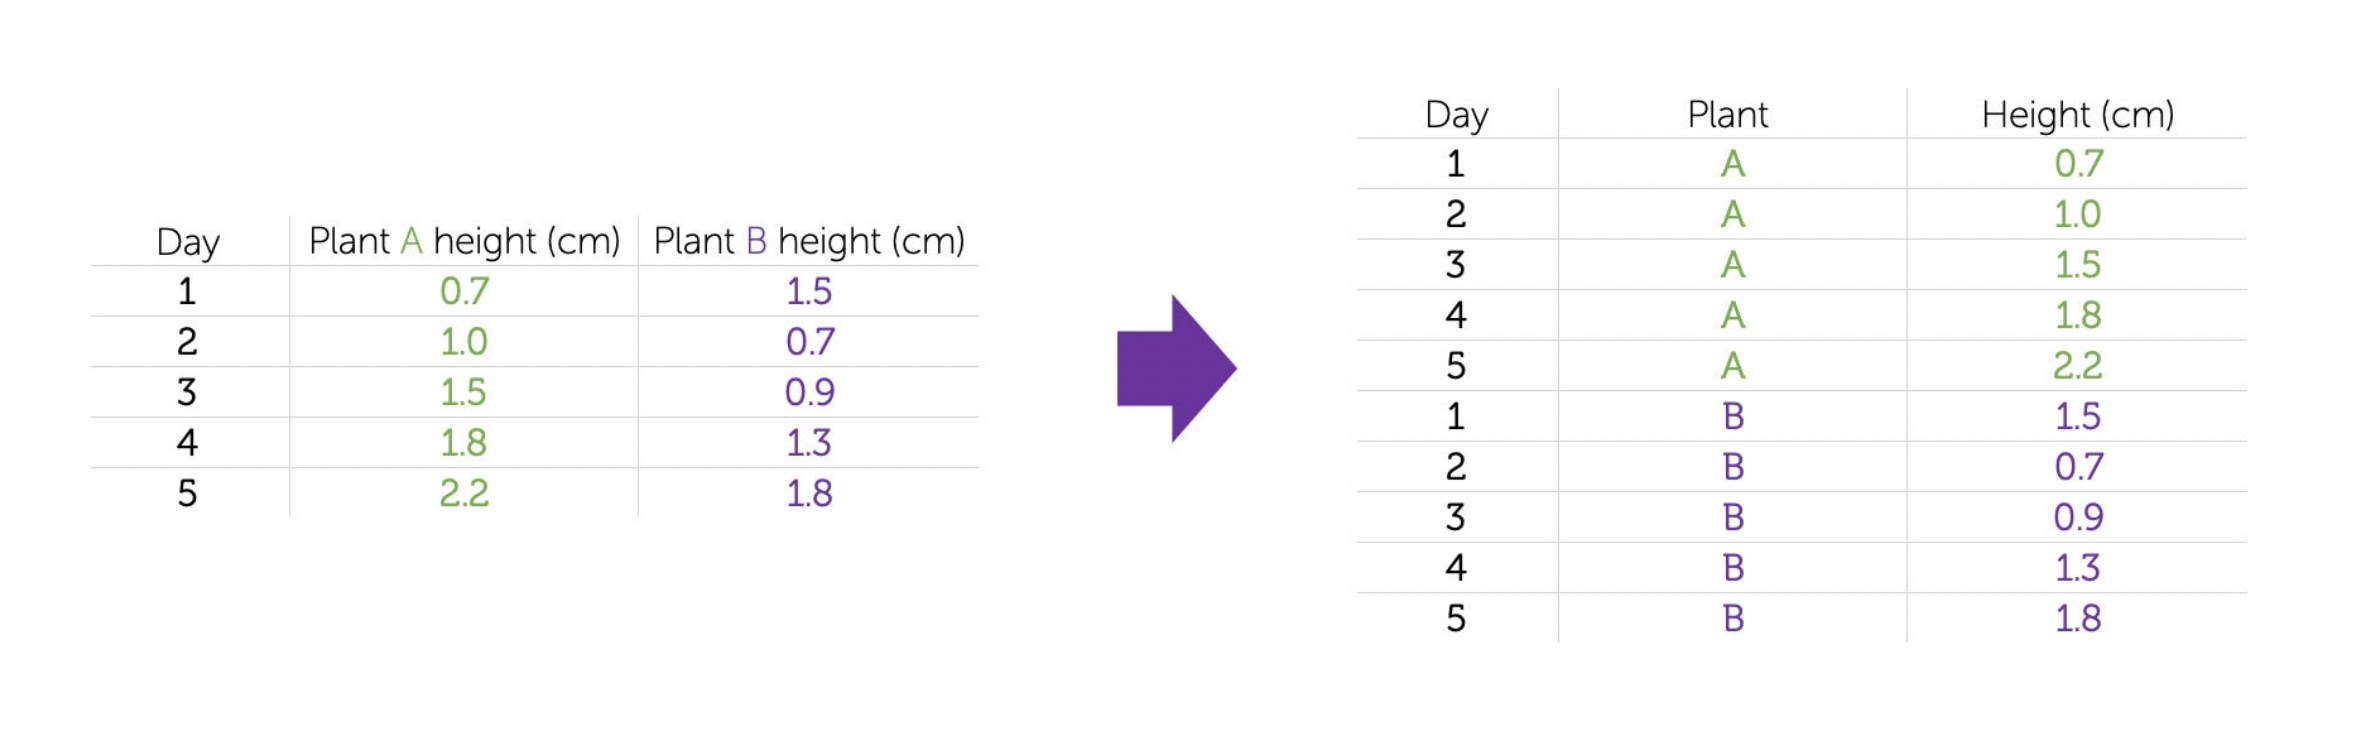 Day Plant A height (cm) Plant B height (cm)
1 0.7 1.5
2 1.0 0.7
3 1.5 0.9
4 1.8 1.3
5 2.2 1.8
Day Plant Height (cm)
1 A 0.7
2 A 1.0
3 A 1.5
4 A 1.8
5 A 2.2
1 B 1.5
2 B 0.7
3 B 0.9
4 B 1.3
5 B 1.8